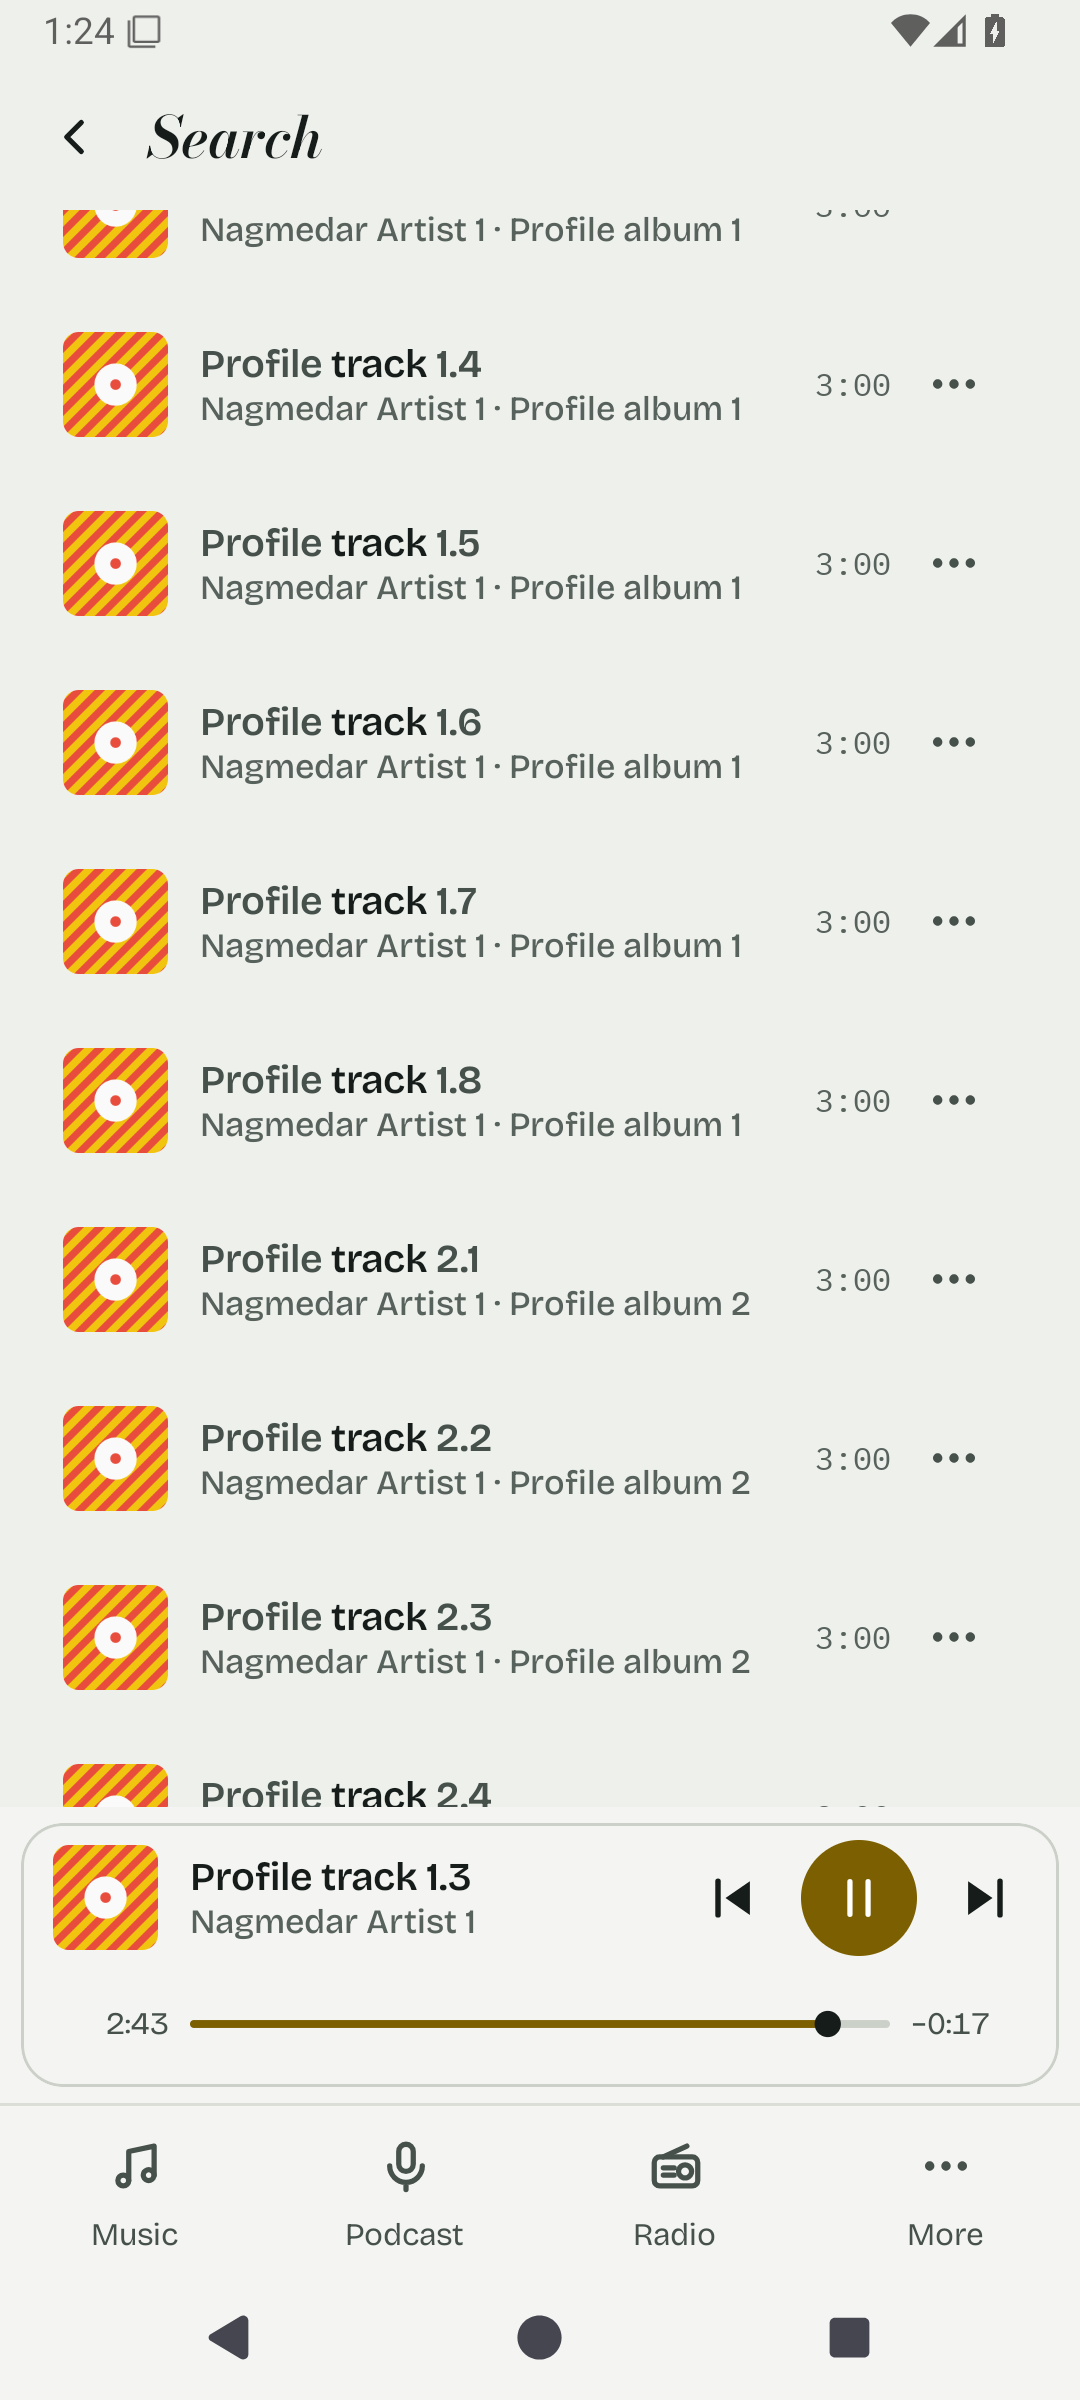 1:24
Search
Nagmedar Artist 1 · Profile album 1
Profile track 1.4
Nagmedar Artist 1 · Profile album 1
3:00
Profile track 1.5
Nagmedar Artist 1 · Profile album 1
3:00
Profile track 1.6
Nagmedar Artist 1 · Profile album 1
3:00
Profile track 1.7
Nagmedar Artist 1 · Profile album 1
3:00
Profile track 1.8
Nagmedar Artist 1 · Profile album 1
3:00
Profile track 2.1
Nagmedar Artist 1 · Profile album 2
3:00
Profile track 2.2
Nagmedar Artist 1 · Profile album 2
3:00
Profile track 2.3
Nagmedar Artist 1 · Profile album 2
3:00
Profile track 2.4
Profile track 1.3
Nagmedar Artist 1
2:43
-0:17
Music
Podcast
Radio
More